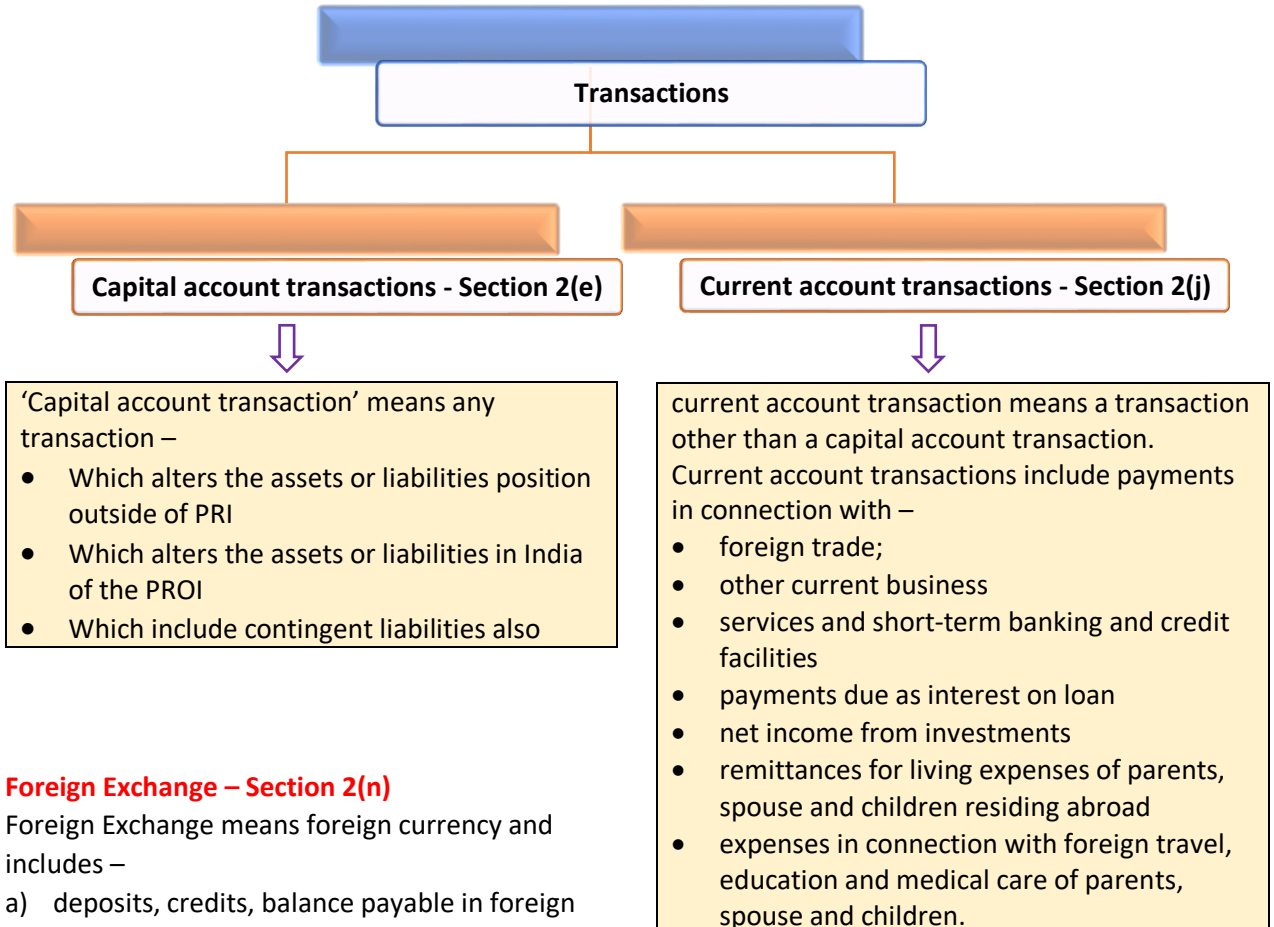 Transactions
Capital account transactions - Section 2(e)
Current account transactions - Section 2(j)
‘Capital account transaction’ means any
transaction –
• Which alters the assets or liabilities position
outside of PRI
• Which alters the assets or liabilities in India
of the PROI
• Which include contingent liabilities also
current account transaction means a transaction
other than a capital account transaction.
Current account transactions include payments
in connection with –
• foreign trade;
• other current business
• services and short-term banking and credit
facilities
• payments due as interest on loan
• net income from investments
• remittances for living expenses of parents,
spouse and children residing abroad
• expenses in connection with foreign travel,
education and medical care of parents,
spouse and children.
Foreign Exchange – Section 2(n)
Foreign Exchange means foreign currency and
includes –
a) deposits, credits, balance payable in foreign